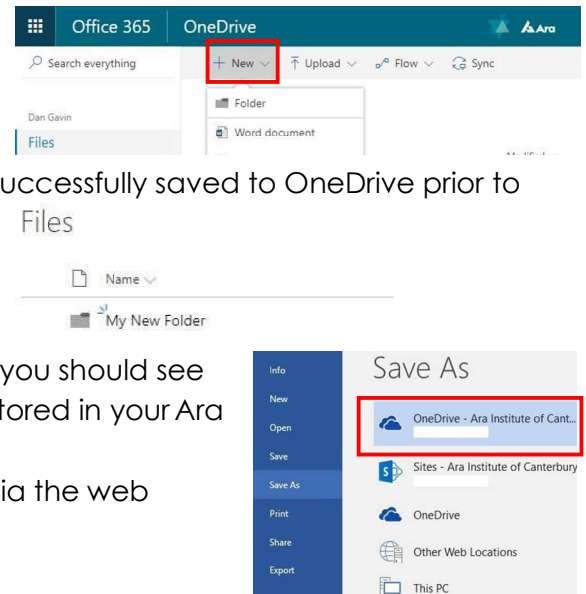 Office 365 OneDrive Ara
Search everything + New Upload Flow Sync
Folder
Dan Gavin
Word document
Files
uccessfully saved to OneDrive prior to
Files
Name
My New Folder
you should see
tored in your Ara
ia the web
Save As
Info
New
Open
Save
Save As
Print
Share
Export
OneDrive - Ara Institute of Cant...
Sites - Ara Institute of Canterbury
OneDrive
Other Web Locations
This PC